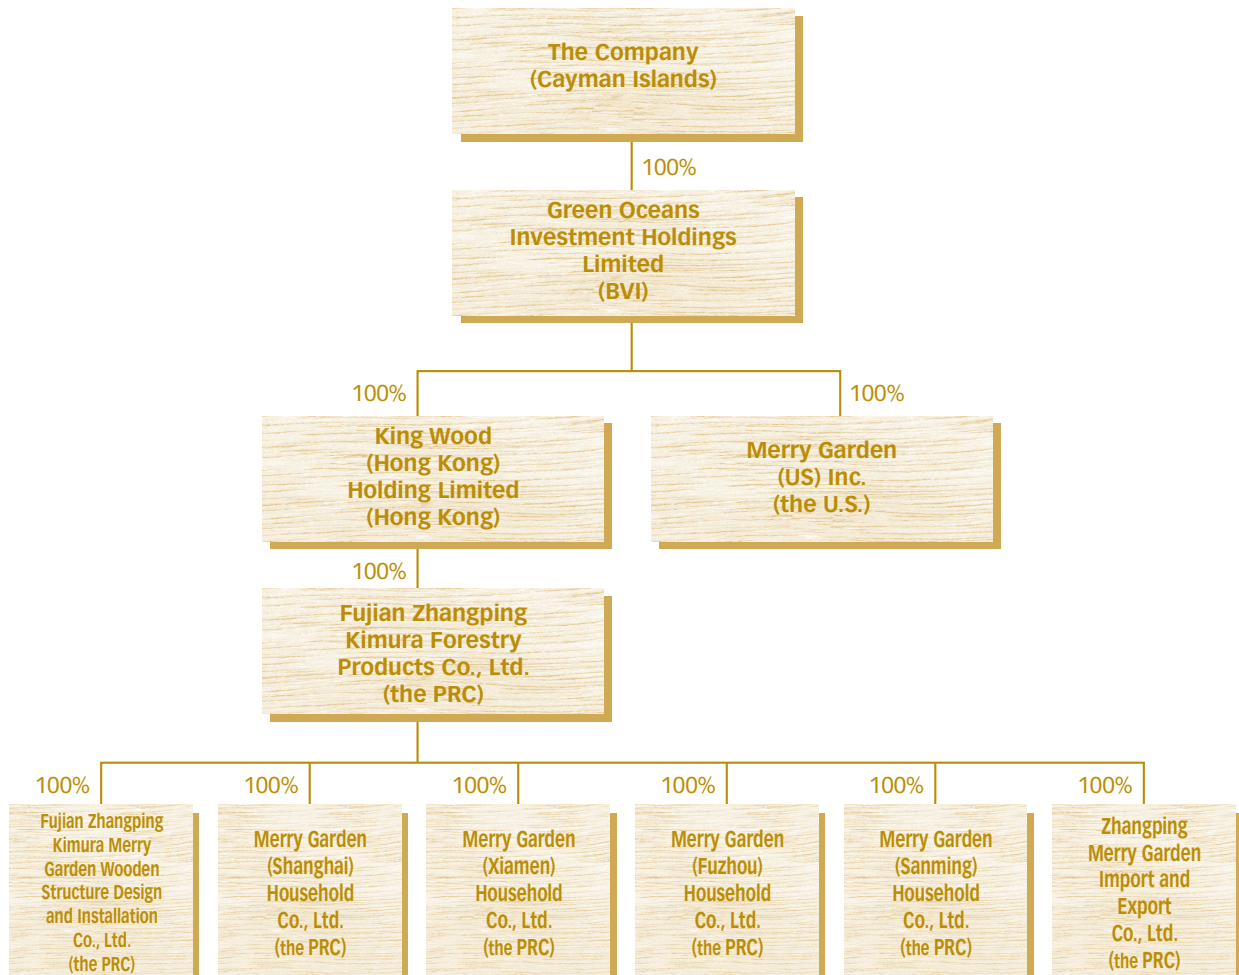 The Company
(Cayman Islands)
100%
Green Oceans
Investment Holdings
Limited
(BVI)
100%
100%
King Wood
(Hong Kong)
Holding Limited
(Hong Kong)
Merry Garden
(US) Inc.
(the U.S.)
100%
Fujian Zhangping
Kimura Forestry
Products Co., Ltd.
(the PRC)
100%
100%
100%
100%
100%
100%
Fujian Zhangping
Kimura Merry
Garden Wooden
Structure Design
and Installation
Co., Ltd.
(the PRC)
Merry Garden
(Shanghai)
Household
Co., Ltd.
(the PRC)
Merry Garden
(Xiamen)
Household
Co., Ltd.
(the PRC)
Merry Garden
(Fuzhou)
Household
Co., Ltd.
(the PRC)
Merry Garden
(Sanming)
Household
Co., Ltd.
(the PRC)
Zhangping
Merry Garden
Import and
Export
Co., Ltd.
(the PRC)